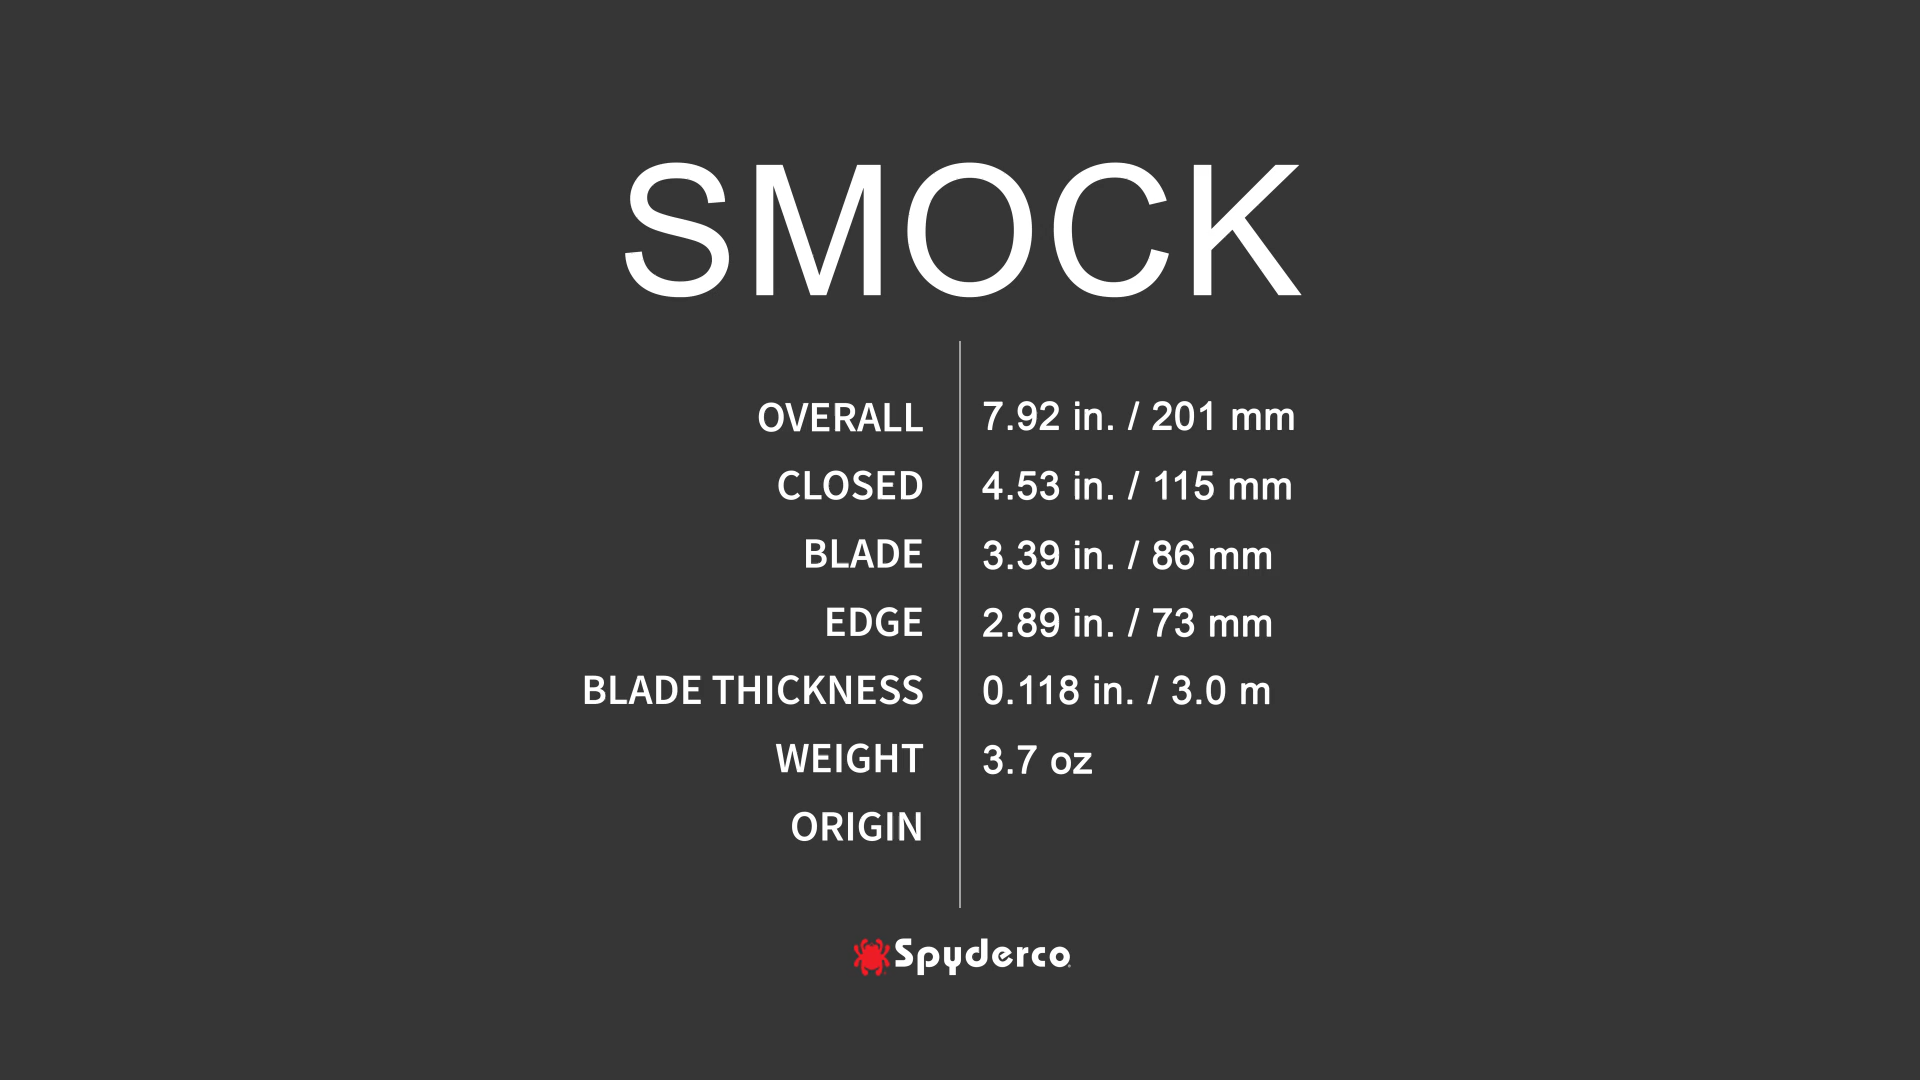 SMOCK
OVERALL 7.92 in. / 201 mm
CLOSED 4.53 in. / 115 mm
BLADE 3.39 in. / 86 mm
EDGE 2.89 in. / 73 mm
BLADE THICKNESS 0.118 in. / 3.0 m
WEIGHT 3.7 oz
ORIGIN
Spyderco